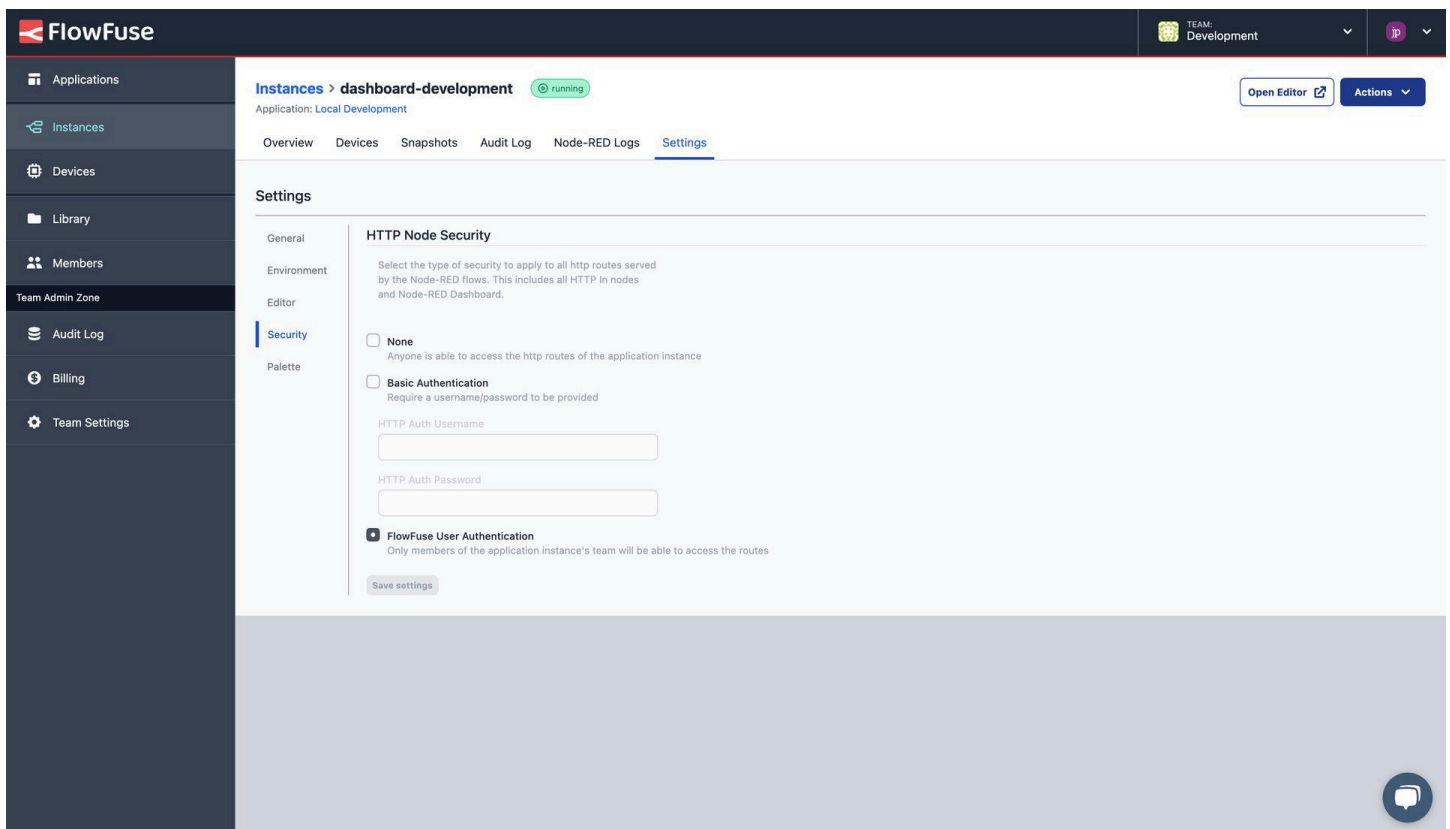 FlowFuse
TEAM:
Development
jp
Applications
Instances
Devices
Library
Members
Team Admin Zone
Audit Log
Billing
Team Settings
Instances > dashboard-development
running
Application: Local Development
Open Editor
Actions
Overview Devices Snapshots Audit Log Node-RED Logs Settings
Settings
General
Environment
Editor
Security
Palette
HTTP Node Security
Select the type of security to apply to all http routes served
by the Node-RED flows. This includes all HTTP In nodes
and Node-RED Dashboard.
None
Anyone is able to access the http routes of the application instance
Basic Authentication
Require a username/password to be provided
HTTP Auth Username
HTTP Auth Password
FlowFuse User Authentication
Only members of the application instance's team will be able to access the routes
Save settings